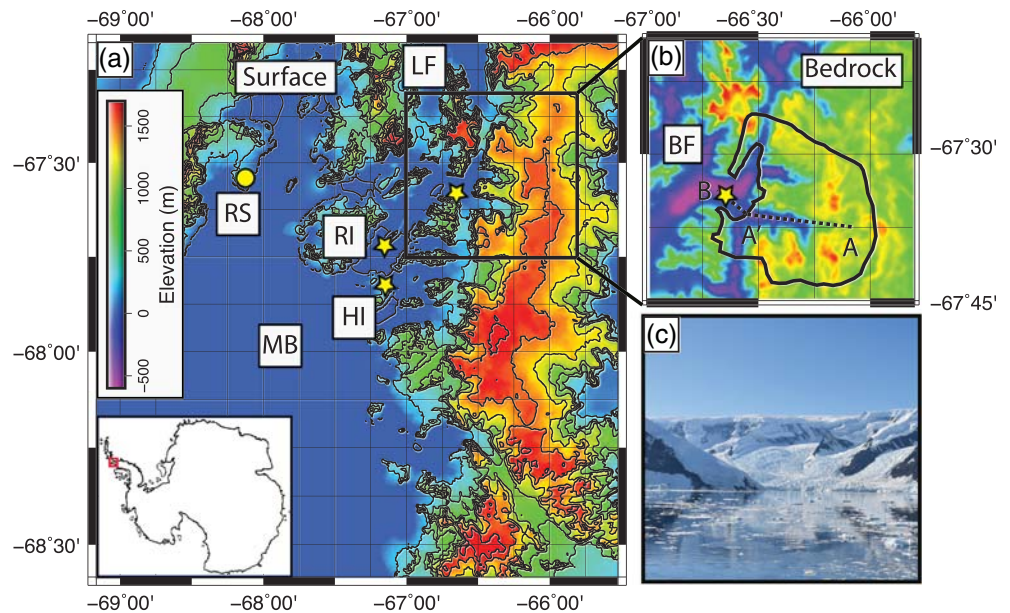 −69°00′ −68°00′ −67°00′ −66°00′ −67°00′ −66°30′ −66°00′
(a)
Surface
LF
(b)
Bedrock
BF
−67°30′
−67°30′
1500
1000
500
0
−500
Elevation (m)
RS
RI
B
A′
A
HI
−67°45′
−68°00′
MB
(c)
−68°30′
−69°00′ −68°00′ −67°00′ −66°00′